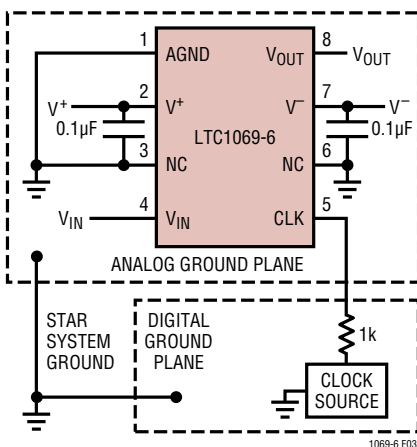 1
8
AGND
VOUT
VOUT
2
7
V+
V+
V−
V−
0.1µF
LTC1069-6
0.1µF
3
6
NC
NC
4
5
VIN
VIN
CLK
ANALOG GROUND PLANE
STAR
SYSTEM
GROUND
DIGITAL
GROUND
PLANE
1k
CLOCK
SOURCE
1069-6 F03